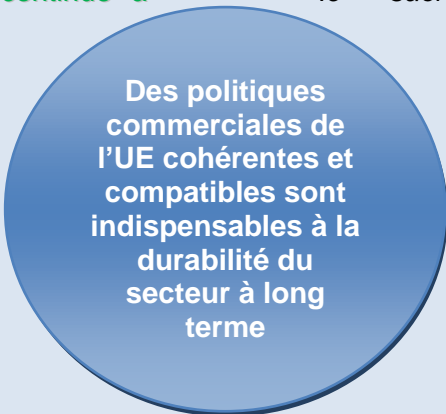 Des politiques
commerciales de
l'UE cohérentes et
compatibles sont
indispensables à la
durabilité du
secteur à long
terme